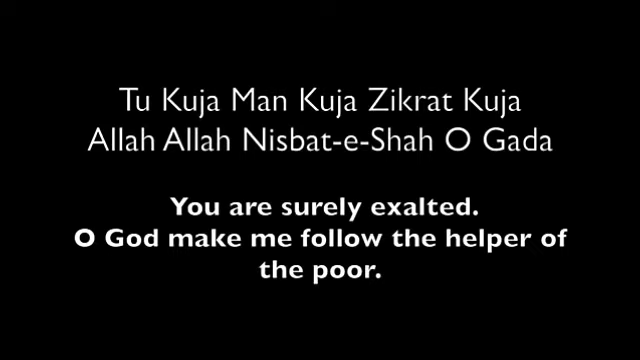 Tu Kuja Man Kuja Zikrat Kuja
Allah Allah Nisbat-e-Shah O Gada
You are surely exalted.
O God make me follow the helper of
the poor.